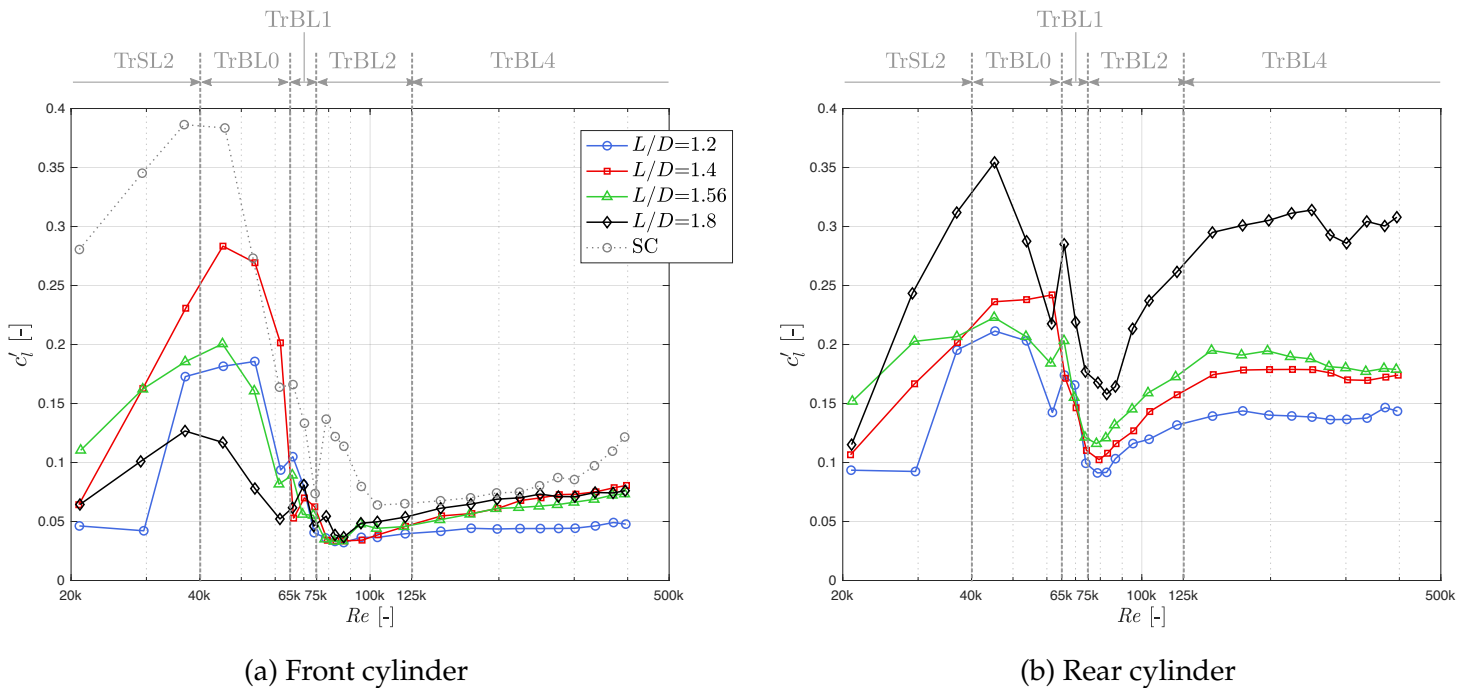 TrBL1
TrSL2 TrBL0 TrBL2 TrBL4
0.4
0.35
0.3
0.25
0.2
0.15
0.1
0.05
0
c′l [-]
L/D=1.2
L/D=1.4
L/D=1.56
L/D=1.8
SC
20k 40k 65k 75k 100k 125k 500k
Re [-]
(a) Front cylinder
TrBL1
TrSL2 TrBL0 TrBL2 TrBL4
0.4
0.35
0.3
0.25
0.2
0.15
0.1
0.05
0
c′l [-]
20k 40k 65k 75k 100k 125k 500k
Re [-]
(b) Rear cylinder